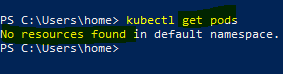 PS C:\Users\home> kubectl get pods
No resources found in default namespace.
PS C:\Users\home>